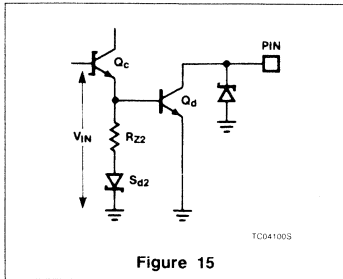 PIN
Qc
Qd
VIN
RZ2
Sd2
TC04100S
Figure 15